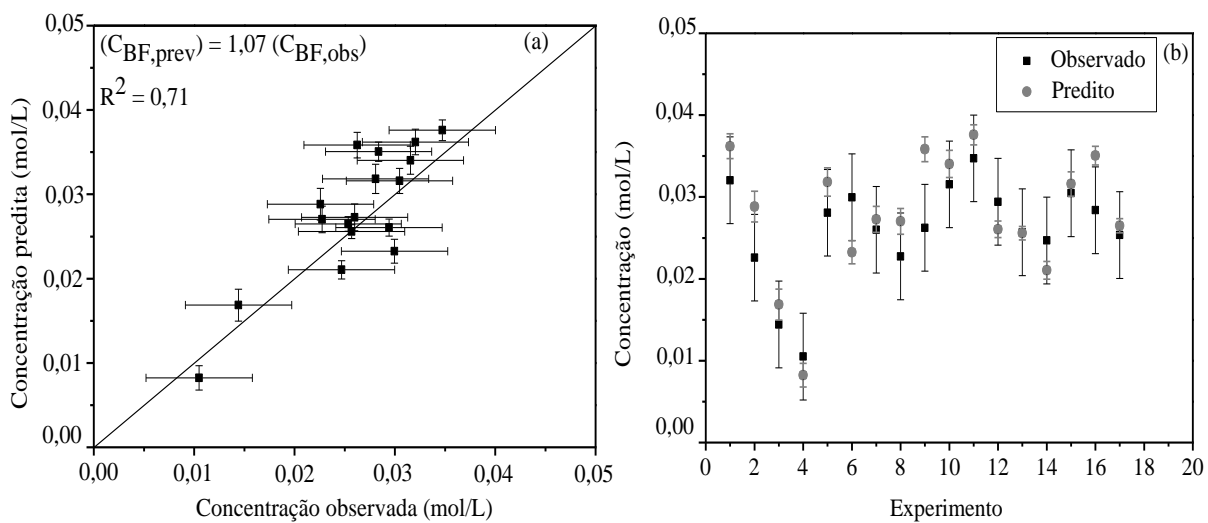 (a)
(C_BF,prev) = 1,07 (C_BF,obs)
R² = 0,71
Concentração predita (mol/L)
0,05
0,04
0,03
0,02
0,01
0,00
0,00 0,01 0,02 0,03 0,04 0,05
Concentração observada (mol/L)
(b)
Observado
Predito
Concentração (mol/L)
0,05
0,04
0,03
0,02
0,01
0,00
0 2 4 6 8 10 12 14 16 18 20
Experimento